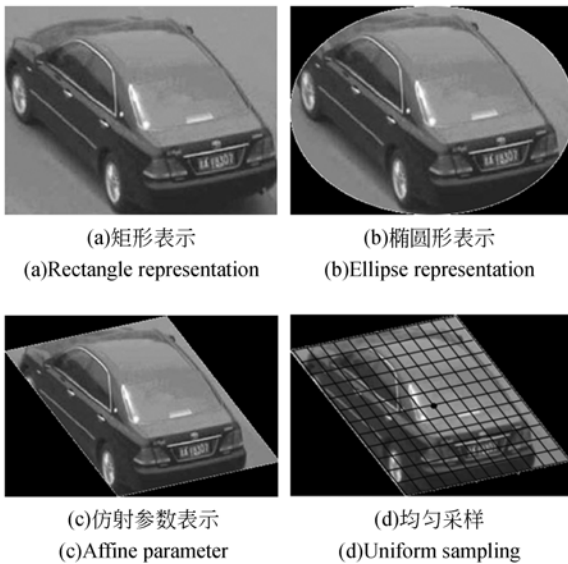 (a)矩形表示
(a)Rectangle representation
(b)椭圆形表示
(b)Ellipse representation
(c)仿射参数表示
(c)Affine parameter
(d)均匀采样
(d)Uniform sampling